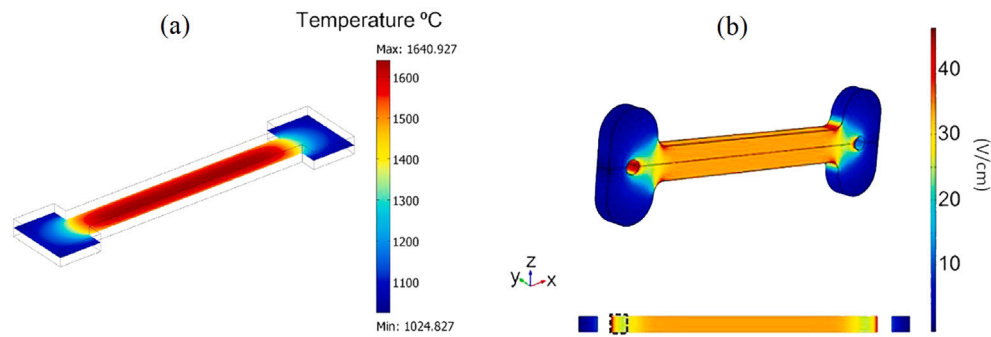 (a)
Temperature ºC
Max: 1640.927
1600
1500
1400
1300
1200
1100
Min: 1024.827
(b)
40
30
20
10
(V/cm)
z
y
x